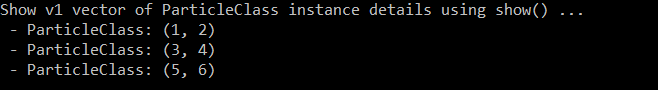 Show v1 vector of ParticleClass instance details using show() ...
- ParticleClass: (1, 2)
- ParticleClass: (3, 4)
- ParticleClass: (5, 6)